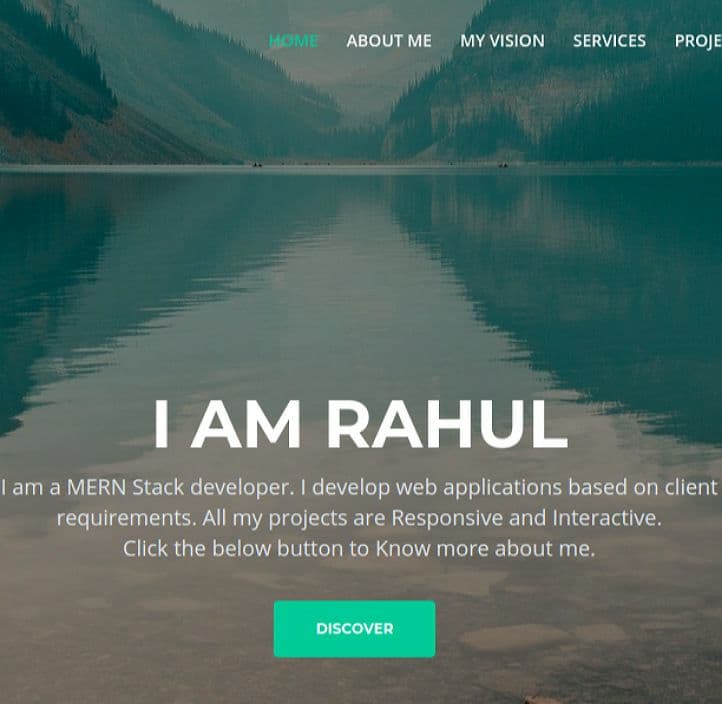 HOME ABOUT ME MY VISION SERVICES PROJE
I AM RAHUL
I am a MERN Stack developer. I develop web applications based on client
requirements. All my projects are Responsive and Interactive.
Click the below button to Know more about me.
DISCOVER